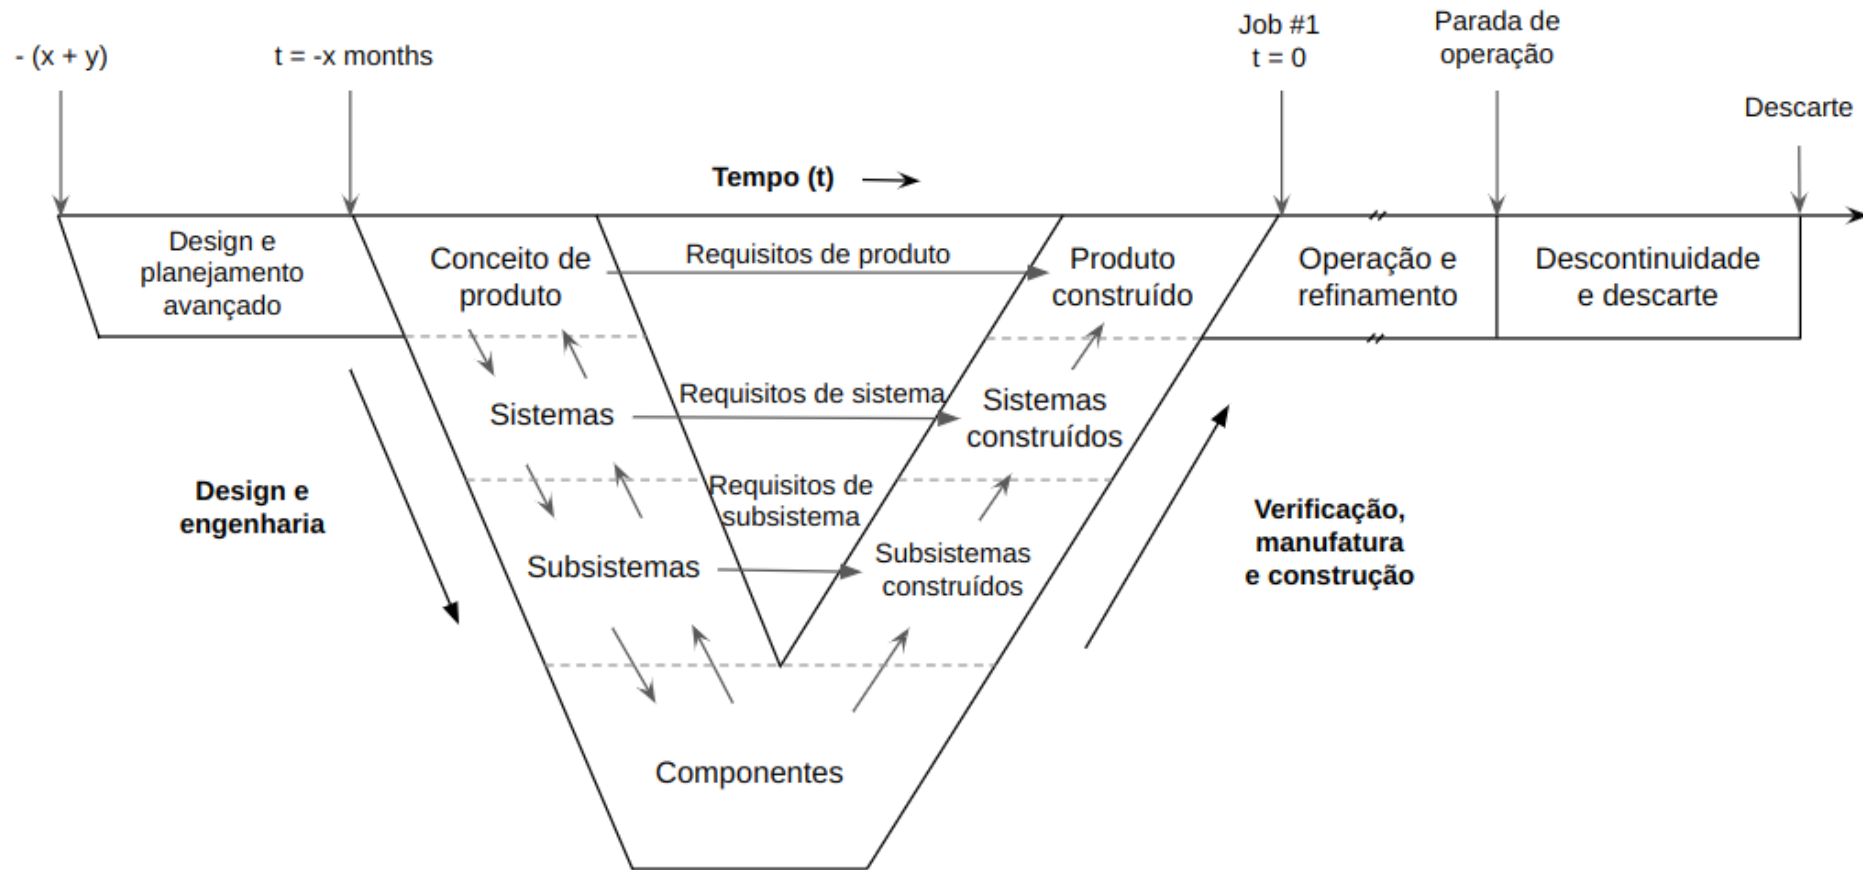 - (x + y)
t = -x months
Job #1
t = 0
Parada de
operação
Descarte
Tempo (t)
Design e
planejamento
avançado
Conceito de
produto
Requisitos de produto
Produto
construído
Operação e
refinamento
Descontinuidade
e descarte
Sistemas
Requisitos de sistema
Sistemas
construídos
Design e
engenharia
Requisitos de
subsistema
Verificação,
manufatura
e construção
Subsistemas
Subsistemas
construídos
Componentes